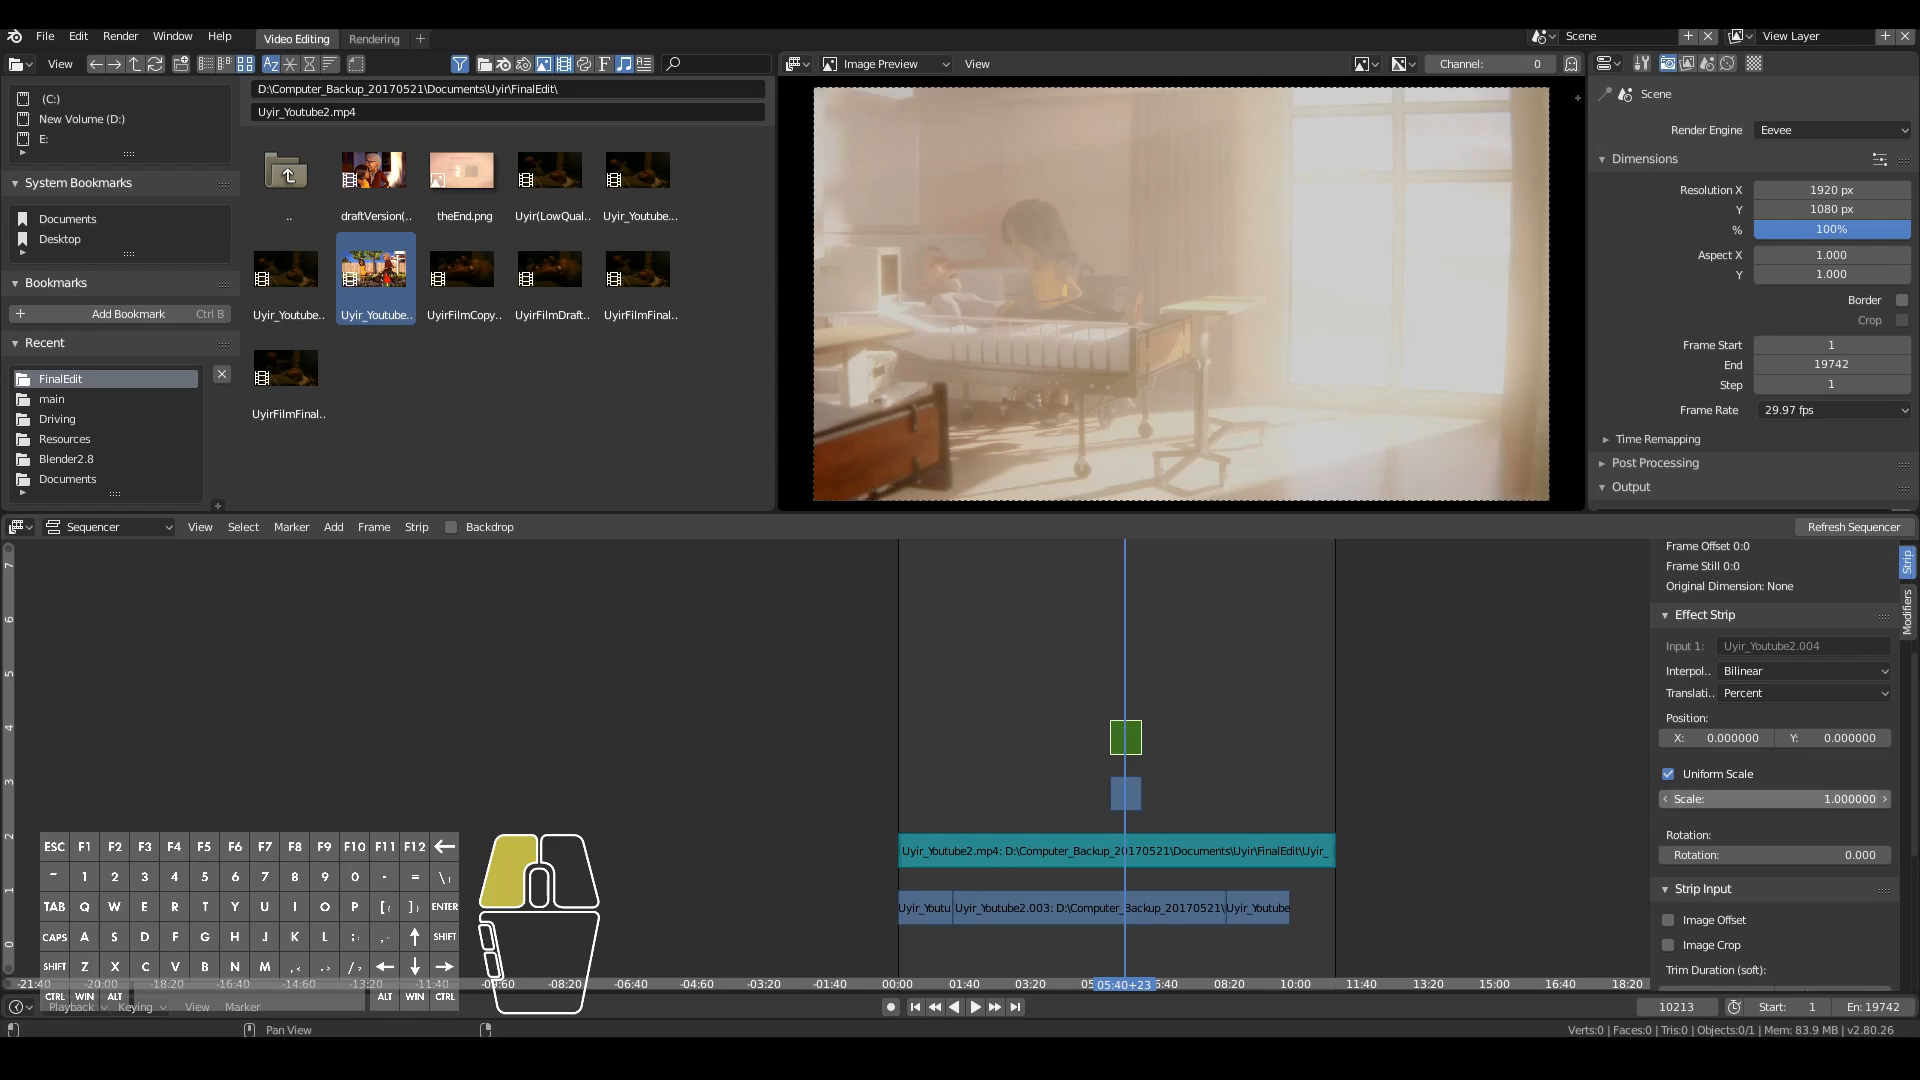 File Edit Render Window Help Video Editing Rendering + Scene View Layer
View Image Preview View Channel: 0
D:\Computer_Backup_20170521\Documents\Uyir\FinalEdit\
Uyir_Youtube2.mp4
(C:)
New Volume (D:)
E:
System Bookmarks
Documents
Desktop
Bookmarks
Add Bookmark Ctrl B
Recent
FinalEdit
main
Driving
Resources
Blender2.8
Documents
..
draftVersion(..
theEnd.png
Uyir(LowQual..
Uyir_Youtube...
Uyir_Youtube..
Uyir_Youtube..
UyirFilmCopy..
UyirFilmDraft..
UyirFilmFinal..
UyirFilmFinal..
Scene
Render Engine Eevee
Dimensions
Resolution X 1920 px
Y 1080 px
% 100%
Aspect X 1.000
Y 1.000
Border
Crop
Frame Start 1
End 19742
Step 1
Frame Rate 29.97 fps
Time Remapping
Post Processing
Output
Sequencer View Select Marker Add Frame Strip Backdrop Refresh Sequencer
Frame Offset 0:0
Frame Still 0:0
Original Dimension: None
Effect Strip
Input 1: Uyir_Youtube2.004
Interpol.. Bilinear
Translati.. Percent
Position:
X: 0.000000 Y: 0.000000
Uniform Scale
Scale: 1.000000
Rotation:
Rotation: 0.000
Strip Input
Image Offset
Image Crop
Trim Duration (soft):
Strip
Modifiers
7
6
5
4
3
2
1
0
Uyir_Youtube2.mp4: D:\Computer_Backup_20170521\Documents\Uyir\FinalEdit\Uyir_
Uyir_Youtu Uyir_Youtube2.003: D:\Computer_Backup_20170521\ Uyir_Youtube
ESC F1 F2 F3 F4 F5 F6 F7 F8 F9 F10 F11 F12
~ 1 2 3 4 5 6 7 8 9 0 - = \|
TAB Q W E R T Y U I O P [{ ]} ENTER
CAPS A S D F G H J K L ;: SHIFT
SHIFT Z X C V B N M ,< .> /?
CTRL WIN ALT ALT WIN CTRL
-21:40 -20:00 -18:20 -16:40 -14:60 -13:20 -11:40 -09:60 -08:20 -06:40 -04:60 -03:20 -01:40 00:00 01:40 03:20 05:40+23 6:40 08:20 10:00 11:40 13:20 15:00 16:40 18:20
Playback Keying View Marker 10213 Start: 1 En: 19742
Pan View Verts:0 | Faces:0 | Tris:0 | Objects:0/1 | Mem: 83.9 MB | v2.80.26